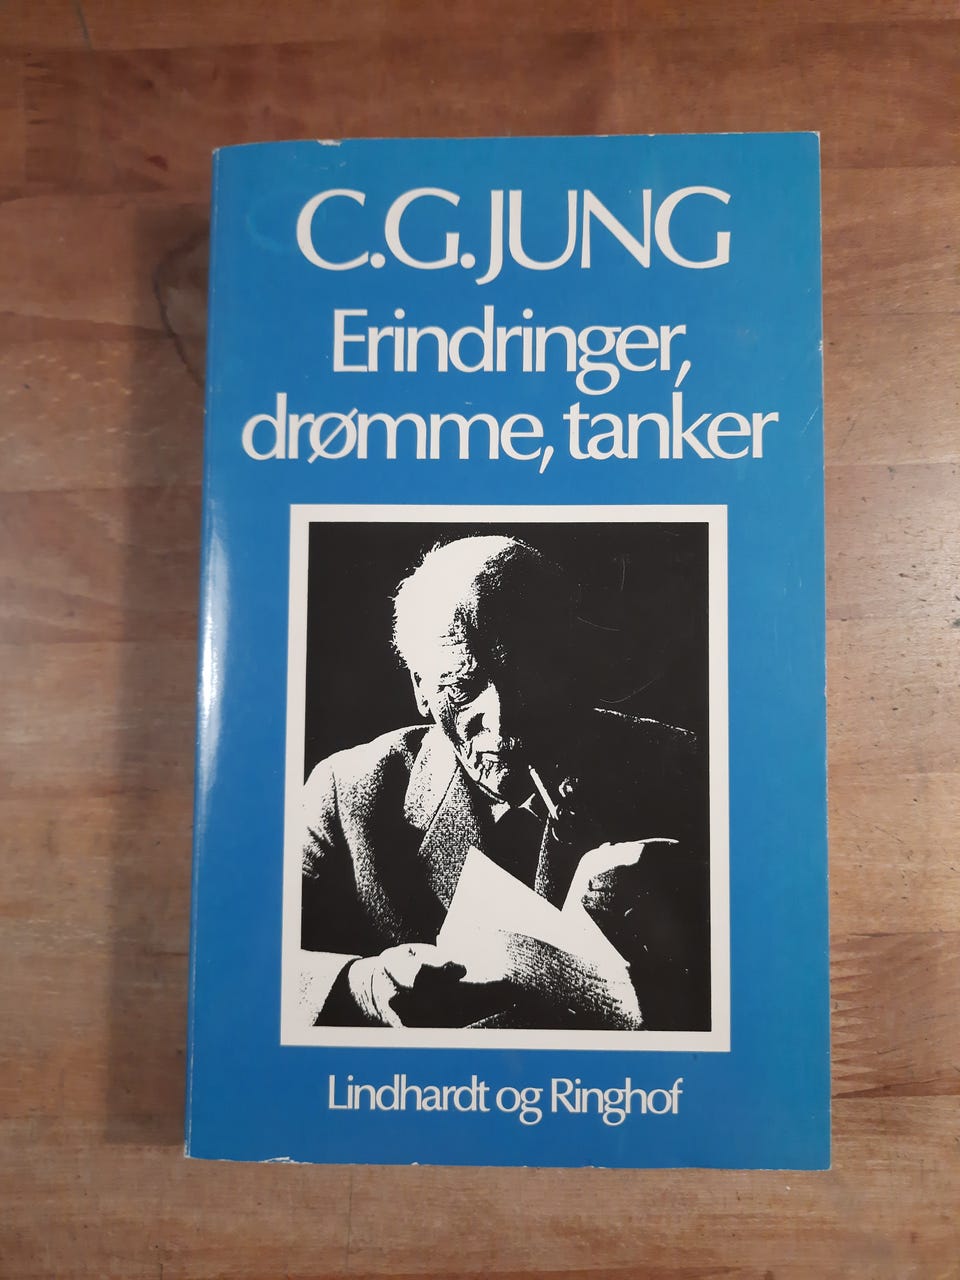 C.G. JUNG
Erindringer,
drømme, tanker
Lindhardt og Ringhof